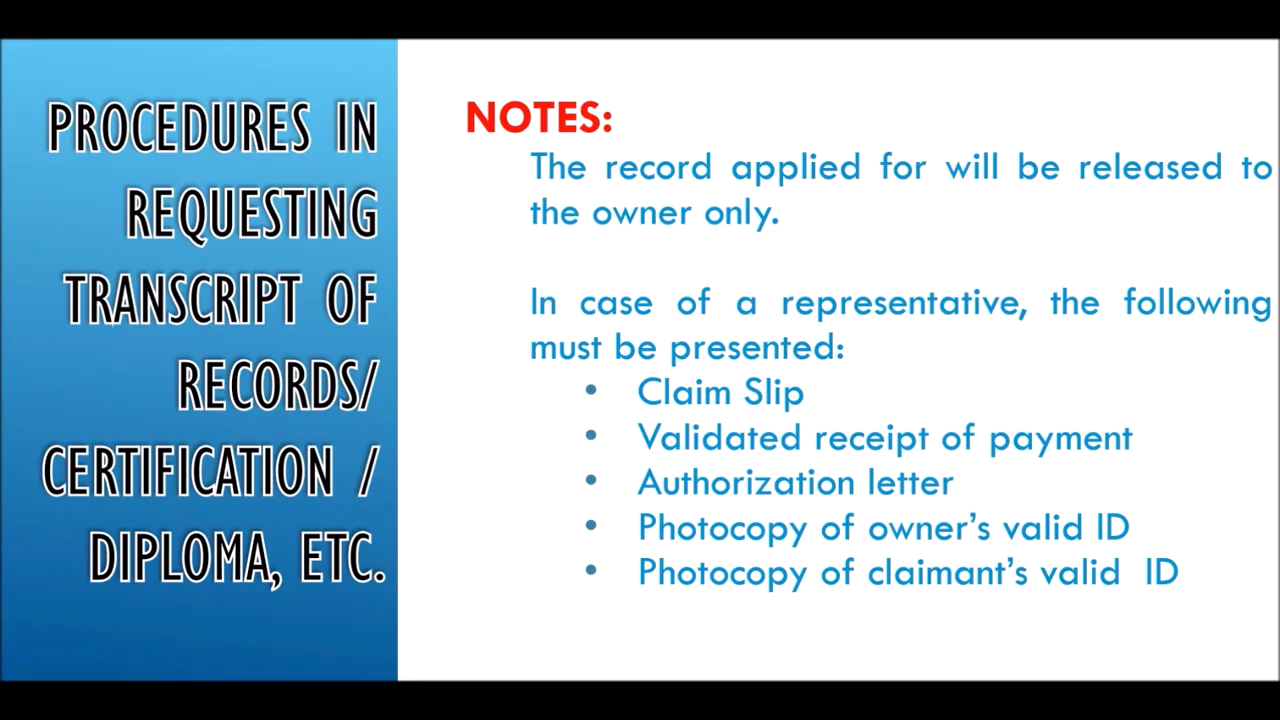 PROCEDURES IN
REQUESTING
TRANSCRIPT OF
RECORDS/
CERTIFICATION /
DIPLOMA, ETC.
NOTES:
The record applied for will be released to
the owner only.
In case of a representative, the following
must be presented:
• Claim Slip
• Validated receipt of payment
• Authorization letter
• Photocopy of owner's valid ID
• Photocopy of claimant's valid ID